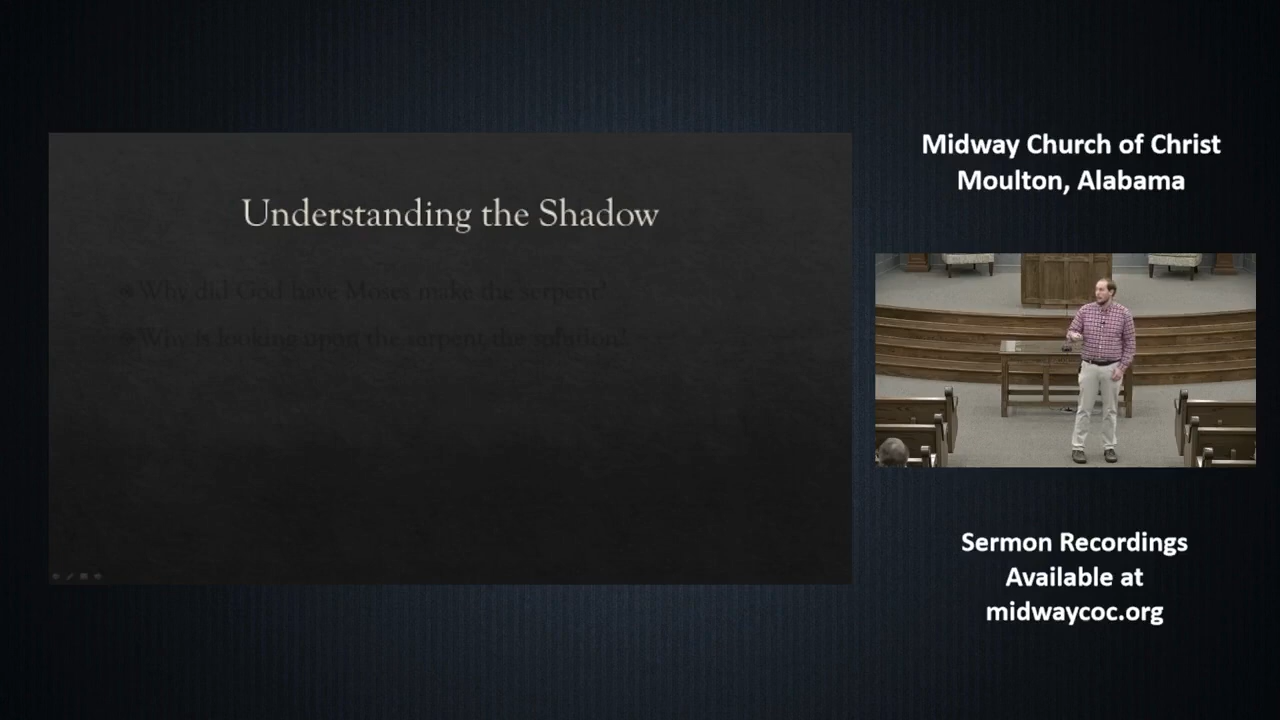 Understanding the Shadow
Why did God have Moses make the serpent?
Why is looking upon the serpent the solution?
Midway Church of Christ
Moulton, Alabama
Sermon Recordings
Available at
midwaycoc.org